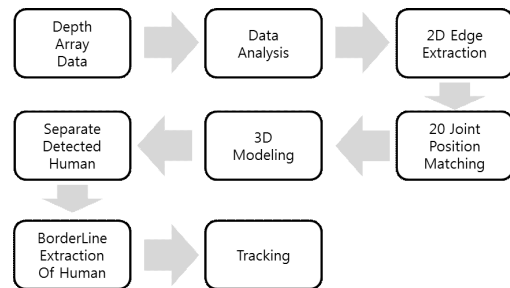 Depth
Array
Data
Data
Analysis
2D Edge
Extraction
20 Joint
Position
Matching
3D
Modeling
Separate
Detected
Human
BorderLine
Extraction
Of Human
Tracking